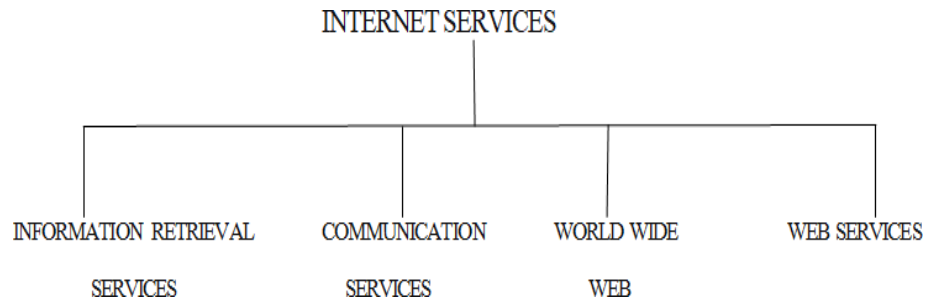 INTERNET SERVICES
INFORMATION RETRIEVAL
SERVICES
COMMUNICATION
SERVICES
WORLD WIDE
WEB
WEB SERVICES